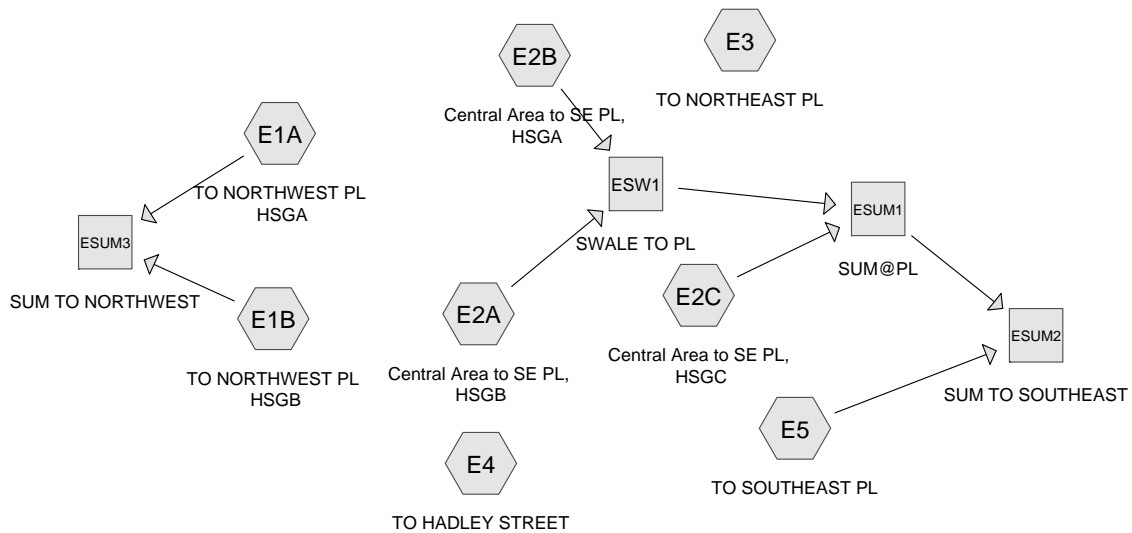 E3
TO NORTHEAST PL
E2B
Central Area to SE PL,
HSGA
E1A
TO NORTHWEST PL
HSGA
ESW1
SWALE TO PL
ESUM1
SUM@PL
ESUM3
SUM TO NORTHWEST
E1B
TO NORTHWEST PL
HSGB
E2A
Central Area to SE PL,
HSGB
E2C
Central Area to SE PL,
HSGC
ESUM2
SUM TO SOUTHEAST
E5
TO SOUTHEAST PL
E4
TO HADLEY STREET